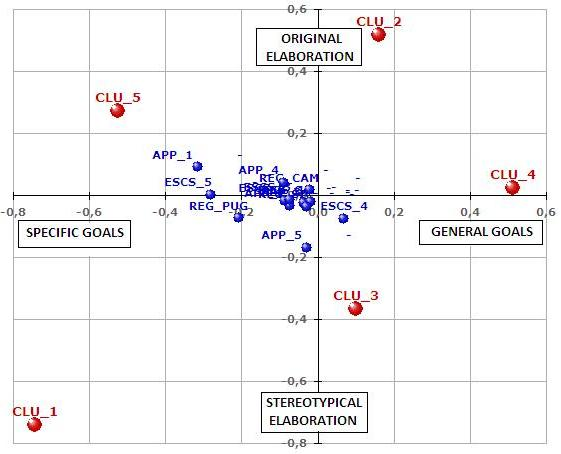 0,6
CLU_2
ORIGINAL
ELABORATION
0,4
CLU_5
0,2
APP_1
APP_4
REG_CAM
CLU_4
ESCS_5
-0,8
-0,6
-0,4
-0,2
0,2
0,4
0,6
REG_PUG
ESCS_4
SPECIFIC GOALS
GENERAL GOALS
APP_5
-0,2
CLU_3
-0,4
-0,6
STEREOTYPICAL
ELABORATION
CLU_1
-0,8